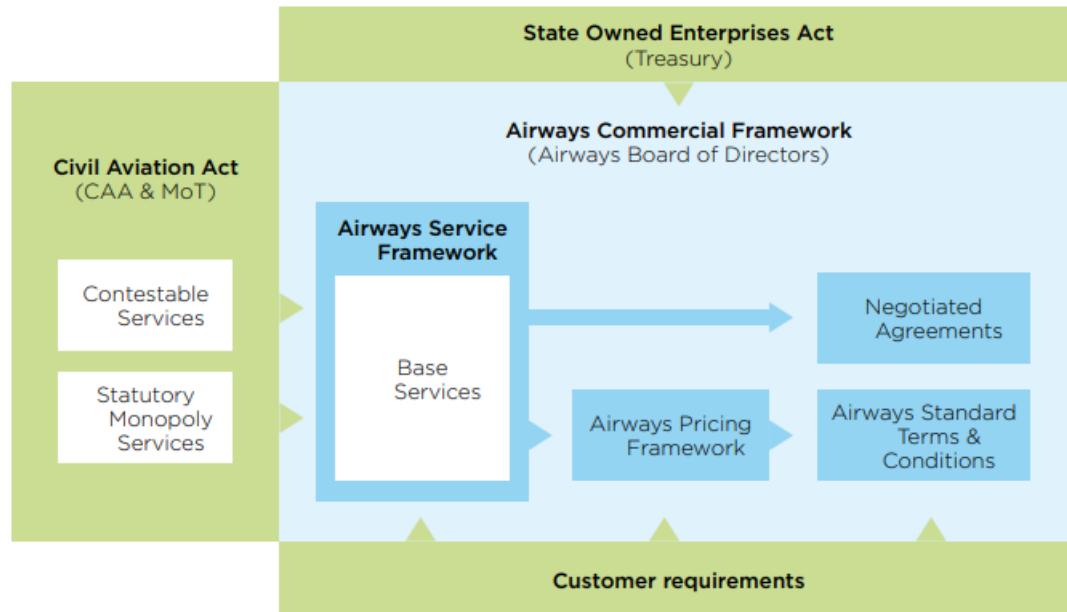 State Owned Enterprises Act
(Treasury)
Civil Aviation Act
(CAA & MoT)
Contestable
Services
Statutory
Monopoly
Services
Airways Commercial Framework
(Airways Board of Directors)
Airways Service
Framework
Base
Services
Negotiated
Agreements
Airways Pricing
Framework
Airways Standard
Terms &
Conditions
Customer requirements